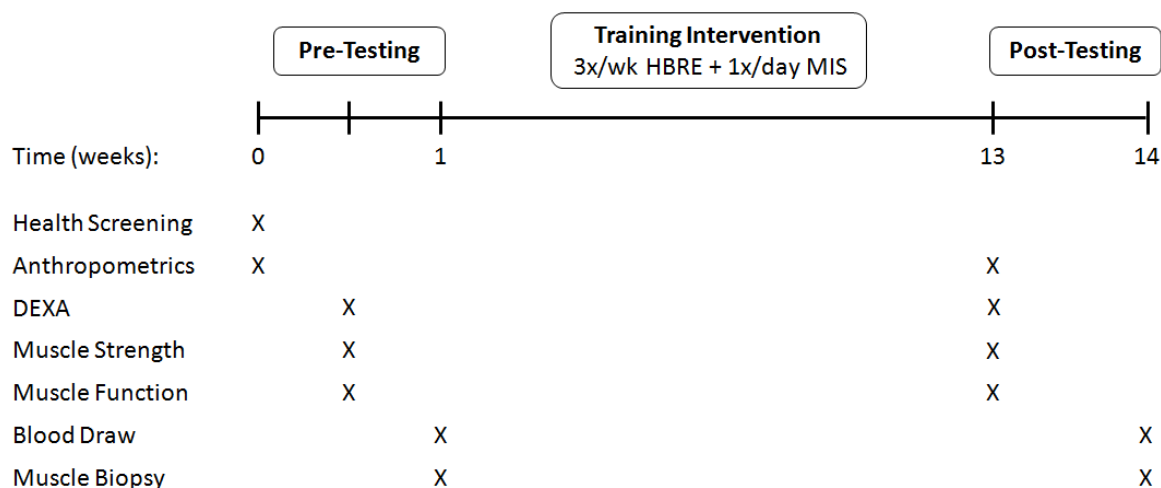 Pre-Testing
Training Intervention
3x/wk HBRE + 1x/day MIS
Post-Testing
Time (weeks): 0 1 13 14
Health Screening X
Anthropometrics X X
DEXA X X
Muscle Strength X X
Muscle Function X X
Blood Draw X X
Muscle Biopsy X X